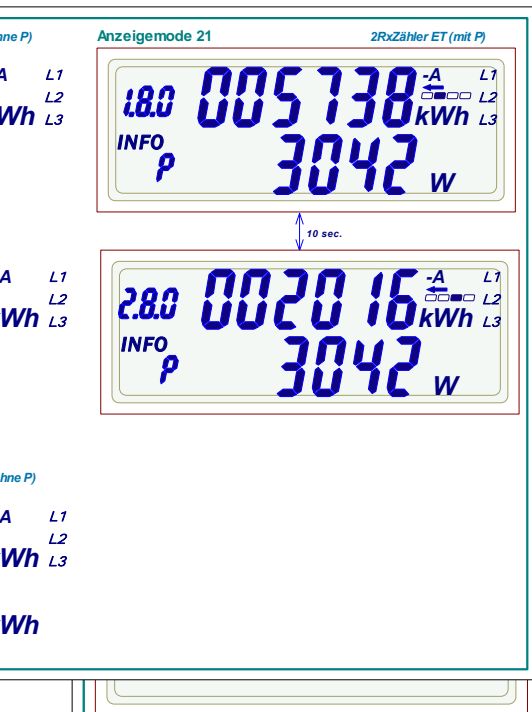 hne P)
A L1
L2
Wh L3
Anzeigemode 21 2RxZähler ET (mit P)
1.8.0 005738 -A L1
L2
kWh L3
INFO
P 3042 W
10 sec.
A L1
L2
Wh L3
2.8.0 002016 -A L1
L2
kWh L3
INFO
P 3042 W
hne P)
A L1
L2
Wh L3
Wh